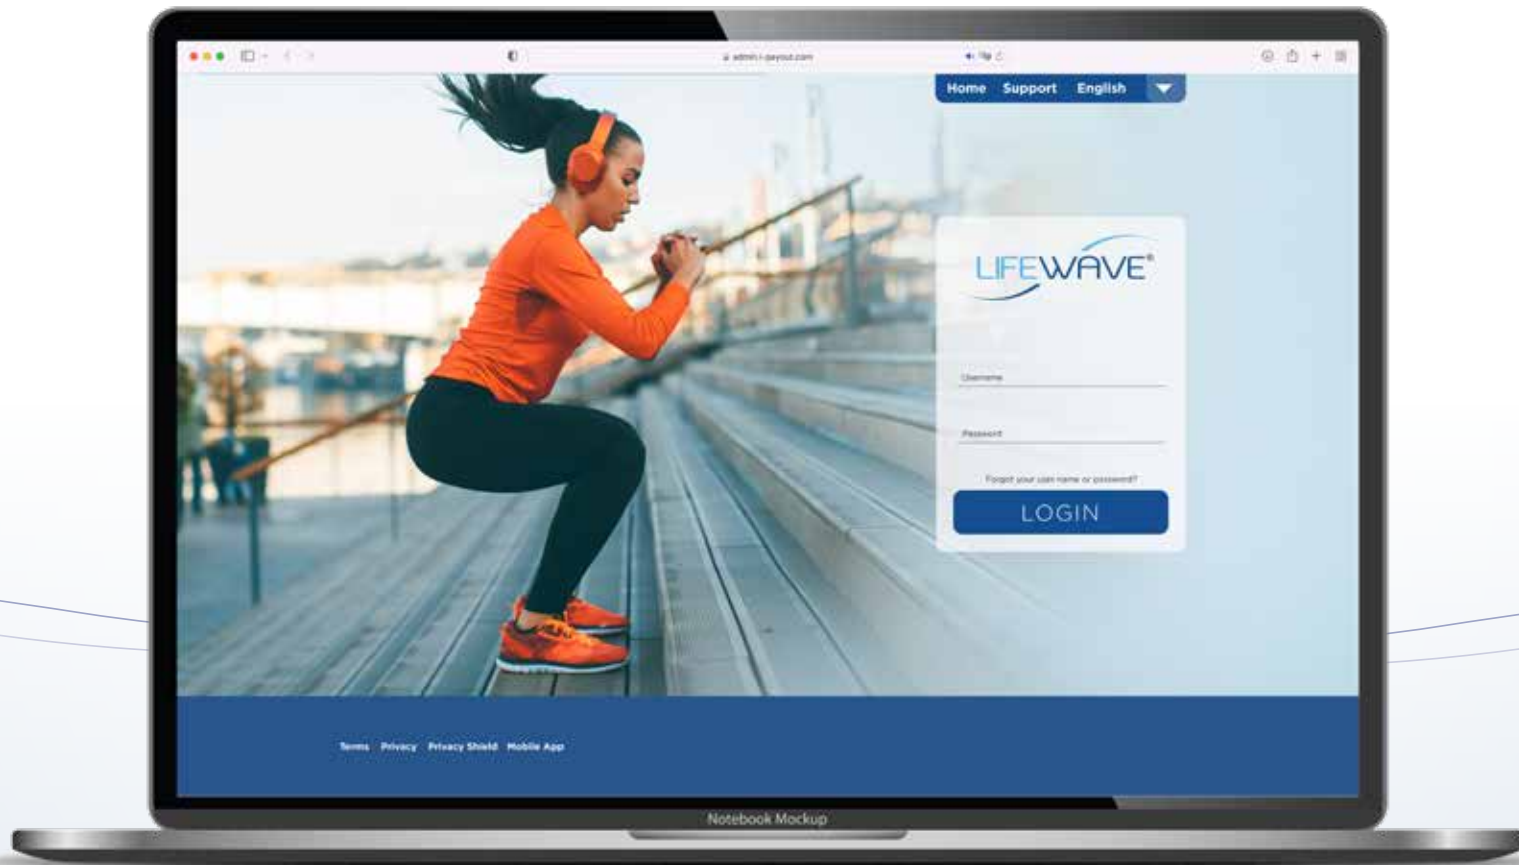 admin.i-payout.com
Home Support English
LIFEWAVE®
Username
Password
Forgot your user name or password?
LOGIN
Terms Privacy Privacy Shield Mobile App
Notebook Mockup